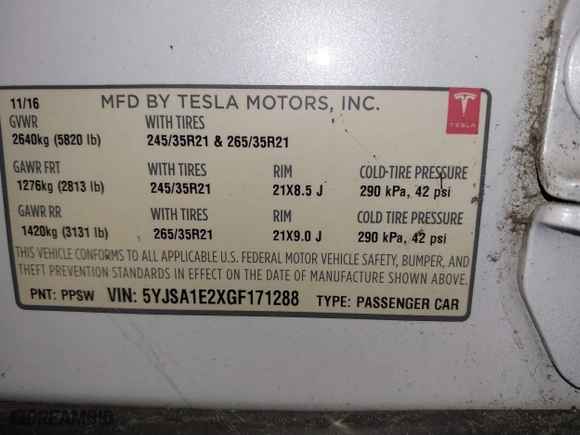 11/16 MFD BY TESLA MOTORS, INC.
TESLA
GVWR WITH TIRES
2640kg (5820 lb) 245/35R21 & 265/35R21
GAWR FRT WITH TIRES RIM COLD-TIRE PRESSURE
1276kg (2813 lb) 245/35R21 21X8.5 J 290 kPa, 42 psi
GAWR RR WITH TIRES RIM COLD TIRE PRESSURE
1420kg (3131 lb) 265/35R21 21X9.0 J 290 kPa, 42 psi
THIS VEHICLE CONFORMS TO ALL APPLICABLE U.S. FEDERAL MOTOR VEHICLE SAFETY, BUMPER, AND
THEFT PREVENTION STANDARDS IN EFFECT ON THE DATE OF MANUFACTURE SHOWN ABOVE.
PNT: PPSW VIN: 5YJSA1E2XGF171288 TYPE: PASSENGER CAR
DREAMBID